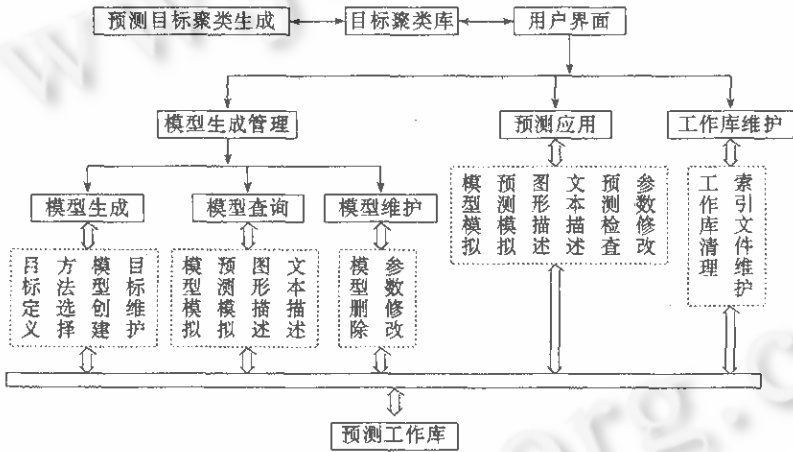 预测目标聚类生成
目标聚类库
用户界面
模型生成管理
预测应用
工作库维护
模型生成
模型查询
模型维护
目标定义
方法选择
模型创建
目标维护
模型模拟
预测模拟
图形描述
文本描述
模型删除
参数修改
模型模拟
预测模拟
图形描述
文本描述
预测检查
参数修改
工作库清理
索引文件维护
预测工作库